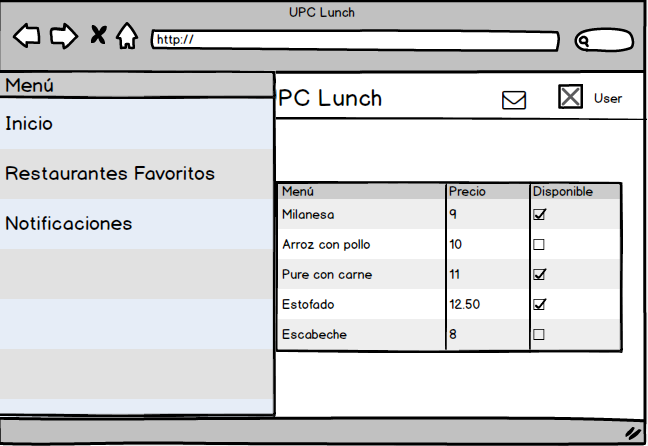 UPC Lunch
http://
Menú
Inicio
Restaurantes Favoritos
Notificaciones
PC Lunch
User
Menú Precio Disponible
Milanesa 9
Arroz con pollo 10
Pure con carne 11
Estofado 12.50
Escabeche 8